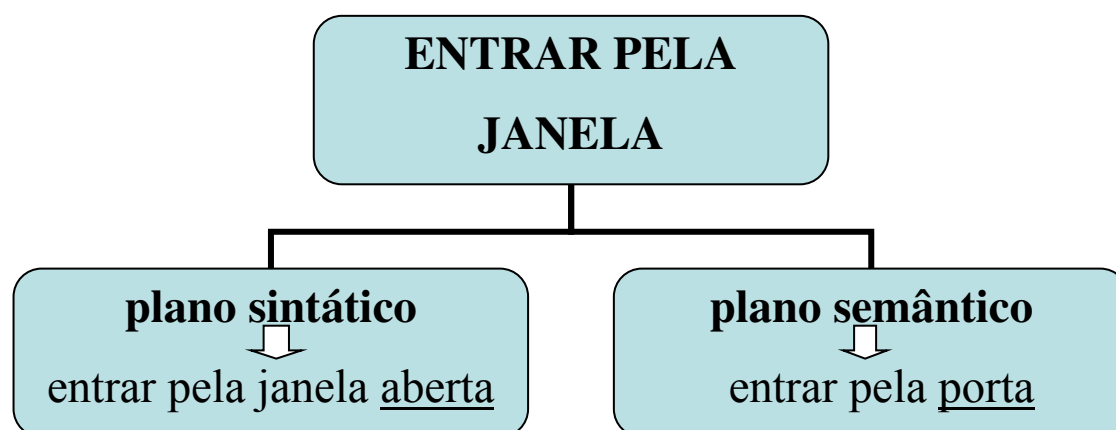 ENTRAR PELA
JANELA
plano sintático
entrar pela janela aberta
plano semântico
entrar pela porta